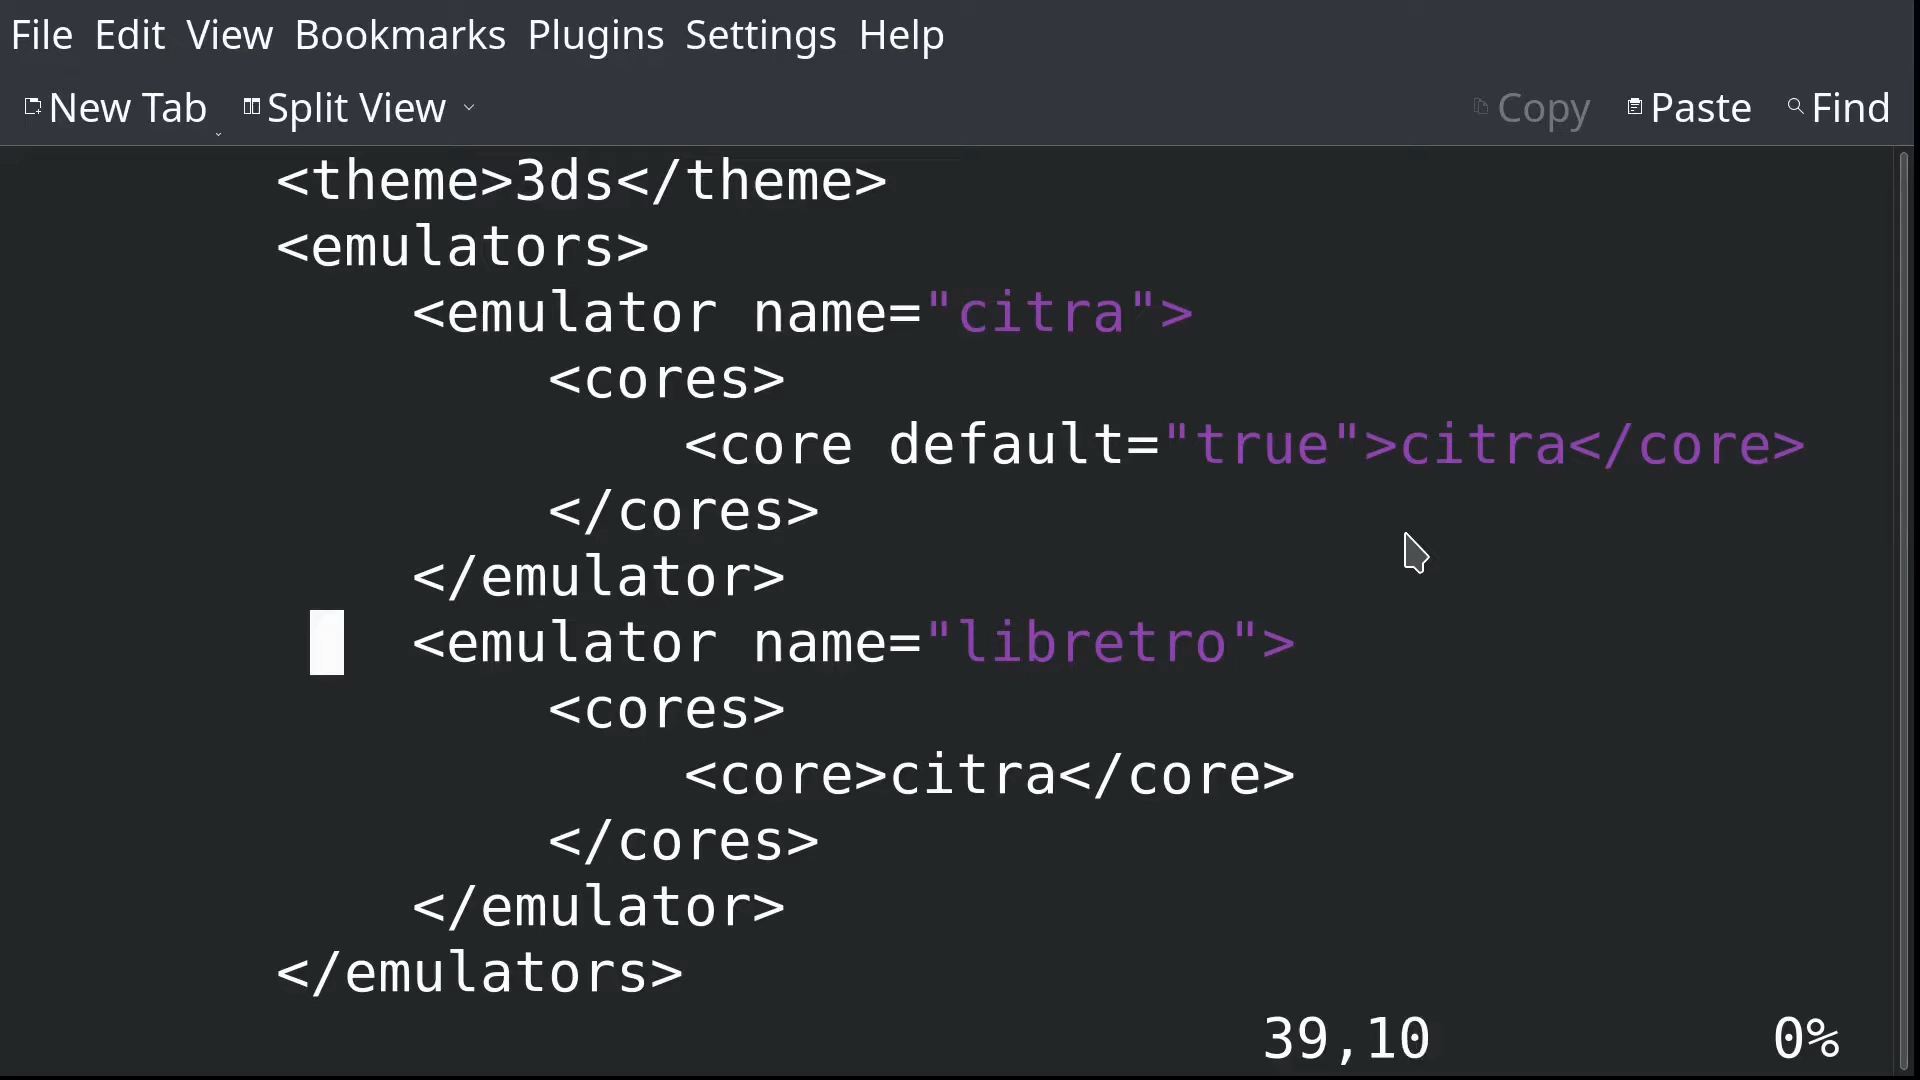 File Edit View Bookmarks Plugins Settings Help
New Tab Split View Copy Paste Find
<theme>3ds</theme>
<emulators>
<emulator name="citra">
<cores>
<core default="true">citra</core>
</cores>
</emulator>
<emulator name="libretro">
<cores>
<core>citra</core>
</cores>
</emulator>
</emulators>
39,10 0%